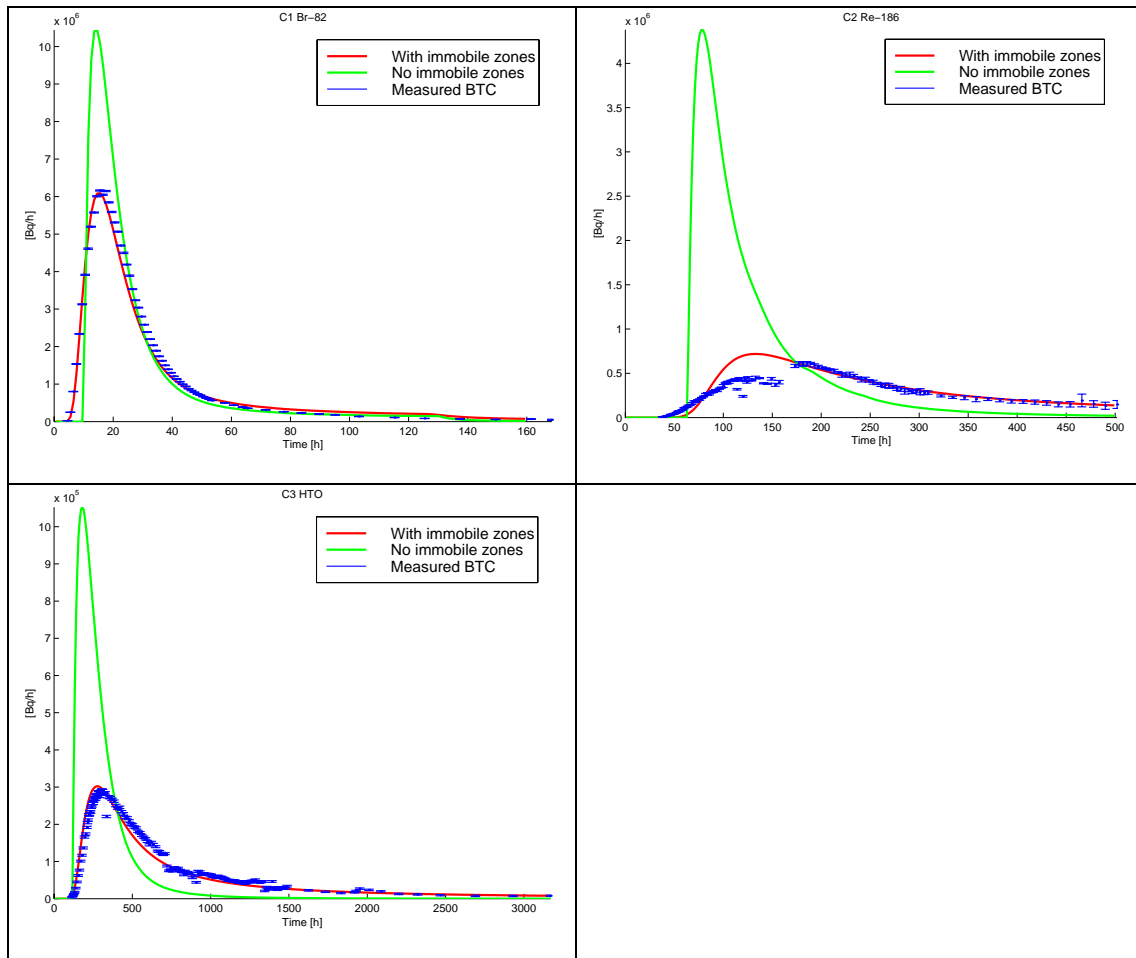 C1 Br-82
x 10^6
With immobile zones
No immobile zones
Measured BTC
10
9
8
7
6
5
4
3
2
1
0
[Bq/h]
0 20 40 60 80 100 120 140 160
Time [h]
C2 Re-186
x 10^6
With immobile zones
No immobile zones
Measured BTC
4
3.5
3
2.5
2
1.5
1
0.5
0
[Bq/h]
0 50 100 150 200 250 300 350 400 450 500
Time [h]
C3 HTO
x 10^5
With immobile zones
No immobile zones
Measured BTC
10
9
8
7
6
5
4
3
2
1
0
[Bq/h]
0 500 1000 1500 2000 2500 3000
Time [h]